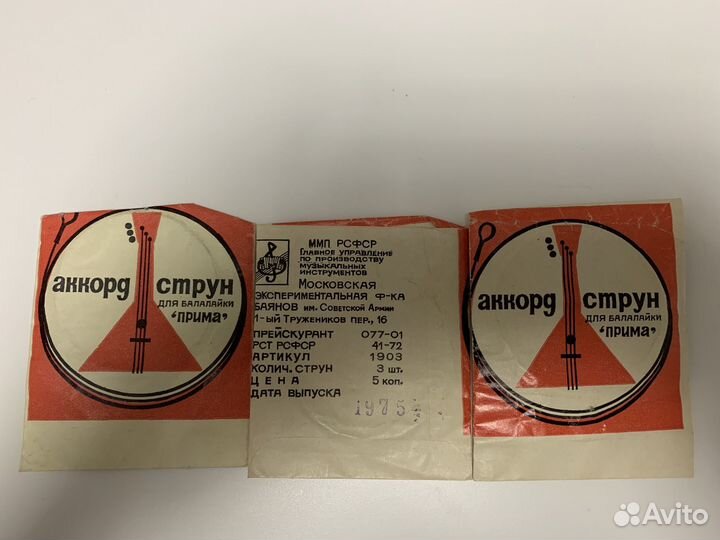 аккорд струн
для балалайки
"прима"
ММП РСФСР
Главное управление
по производству
музыкальных
инструментов
Московская
экспериментальная ф-ка
баянов им. Советской Армии
1-ый Тружеников пер., 16
Прейскурант 077-01
РСТ РСФСР 41-72
Артикул 1903
Колич. струн 3 шт.
Цена 5 коп.
Дата выпуска
1975
аккорд струн
для балалайки
"прима"
Avito